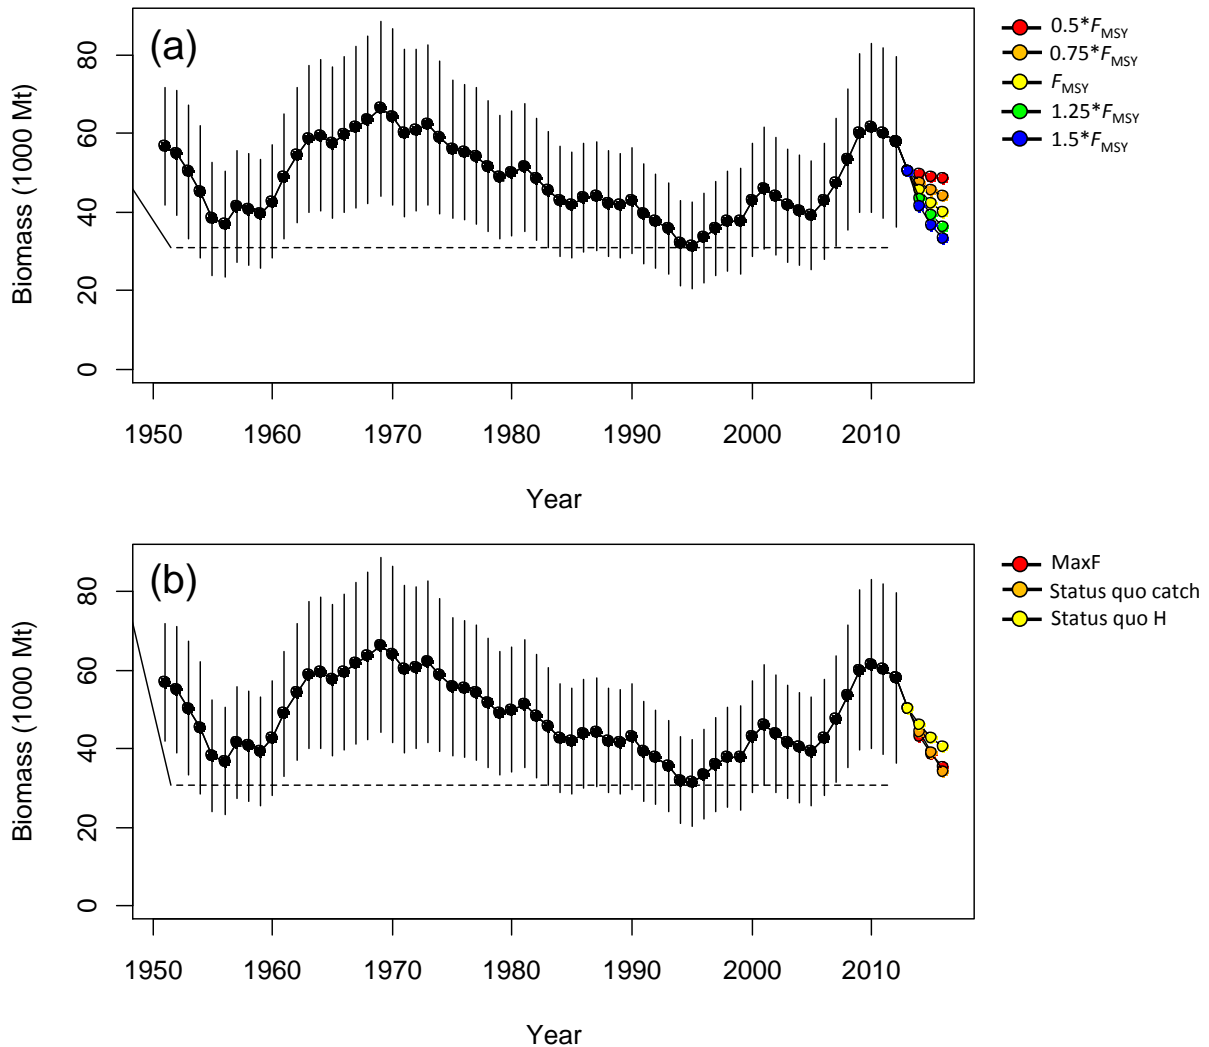 (a)
Biomass (1000 Mt)
80
60
40
20
0
1950 1960 1970 1980 1990 2000 2010
Year
0.5*FMSY
0.75*FMSY
FMSY
1.25*FMSY
1.5*FMSY
(b)
Biomass (1000 Mt)
80
60
40
20
0
1950 1960 1970 1980 1990 2000 2010
Year
MaxF
Status quo catch
Status quo H